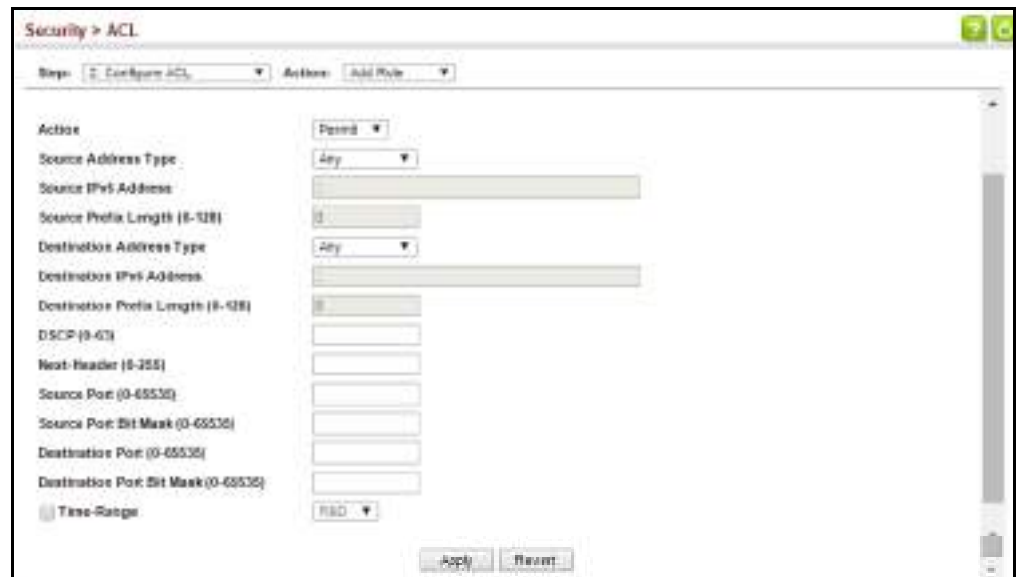 Security > ACL
Step: 2. Configure ACL Action: Add Rule
Action Permit
Source Address Type Any
Source IPv6 Address ::
Source Prefix Length (0-128) 0
Destination Address Type Any
Destination IPv6 Address ::
Destination Prefix Length (0-128) 0
DSCP (0-63)
Next-Header (0-255)
Source Port (0-65535)
Source Port Bit Mask (0-65535)
Destination Port (0-65535)
Destination Port Bit Mask (0-65535)
Time-Range R&D
Apply Revert